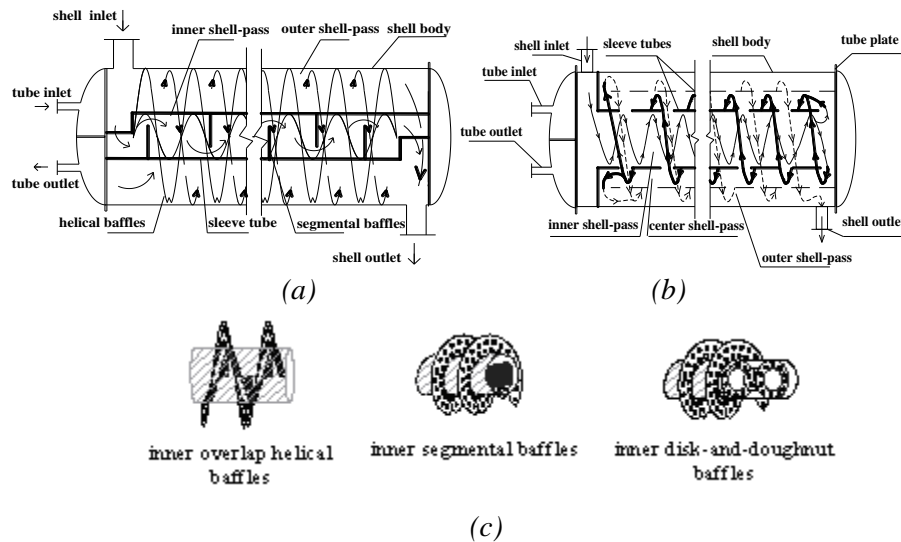 shell inlet
inner shell-pass
outer shell-pass
shell body
tube inlet
tube outlet
helical baffles
sleeve tube
segmental baffles
shell outlet
(a)
shell inlet
sleeve tubes
shell body
tube plate
tube inlet
tube outlet
inner shell-pass
center shell-pass
shell outlet
outer shell-pass
(b)
inner overlap helical
baffles
inner segmental baffles
inner disk-and-doughnut
baffles
(c)